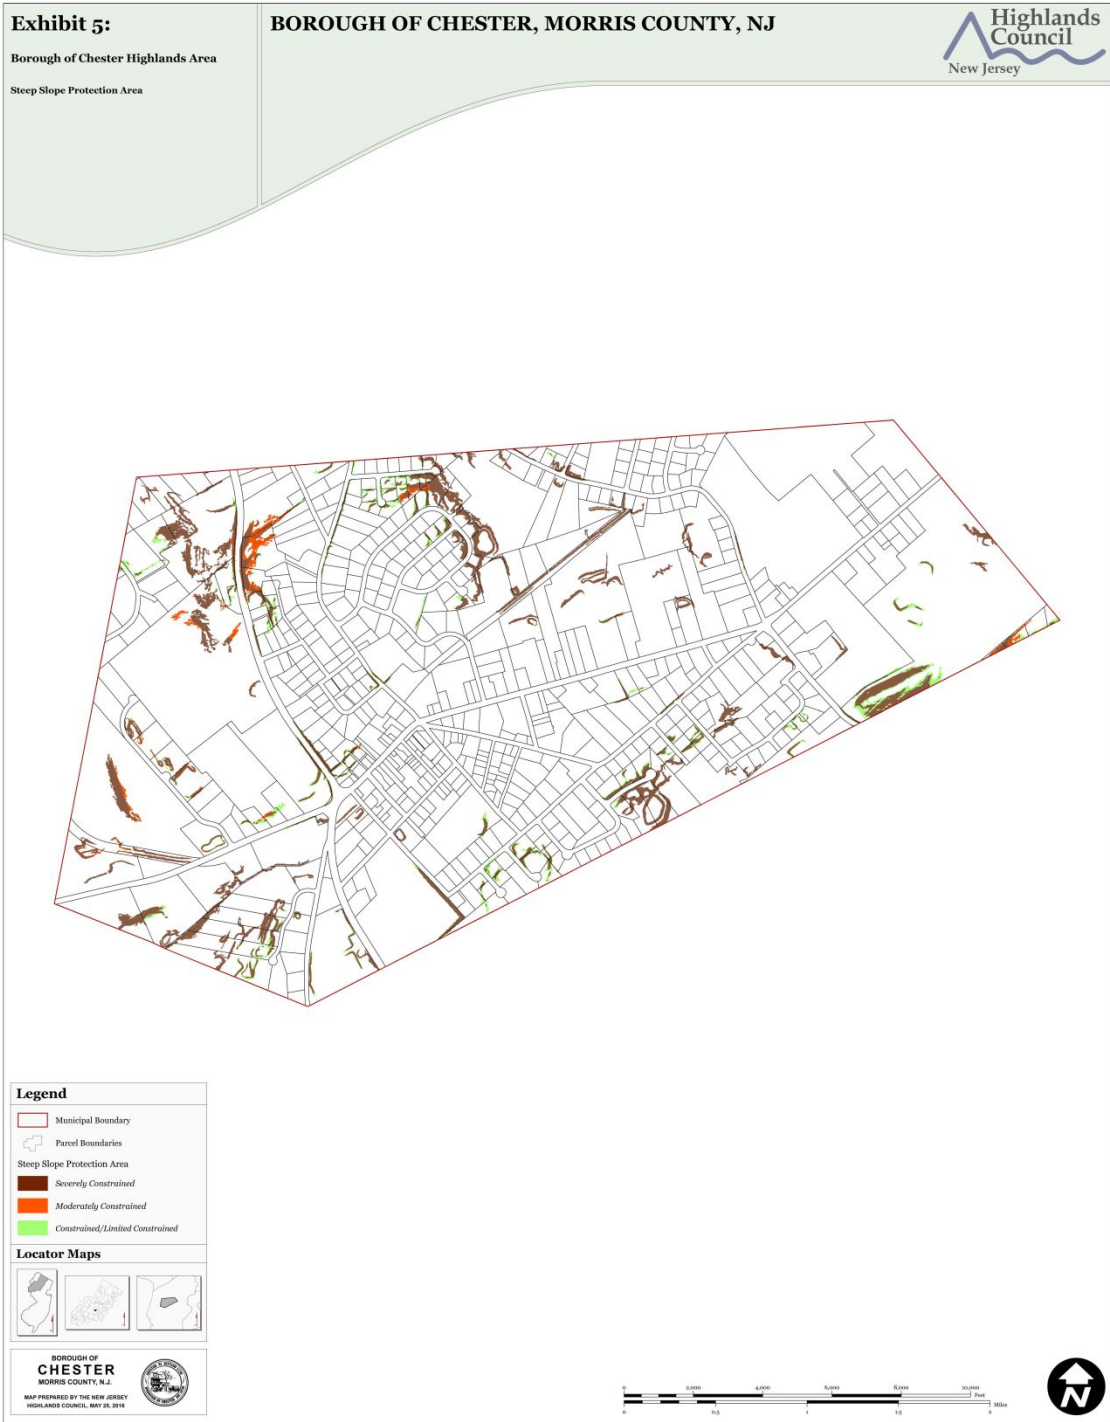 Exhibit 5:
Borough of Chester Highlands Area
Steep Slope Protection Area
BOROUGH OF CHESTER, MORRIS COUNTY, NJ
Highlands
Council
New Jersey
Legend
Municipal Boundary
Parcel Boundaries
Steep Slope Protection Area
Severely Constrained
Moderately Constrained
Constrained/Limited Constrained
Locator Maps
BOROUGH OF
CHESTER
MORRIS COUNTY, N.J.
MAP PREPARED BY THE NEW JERSEY
HIGHLANDS COUNCIL, MAY 25, 2018
0 2,000 4,000 6,000 8,000 10,000
Feet
Miles
0 0.5 1 1.5 2
N